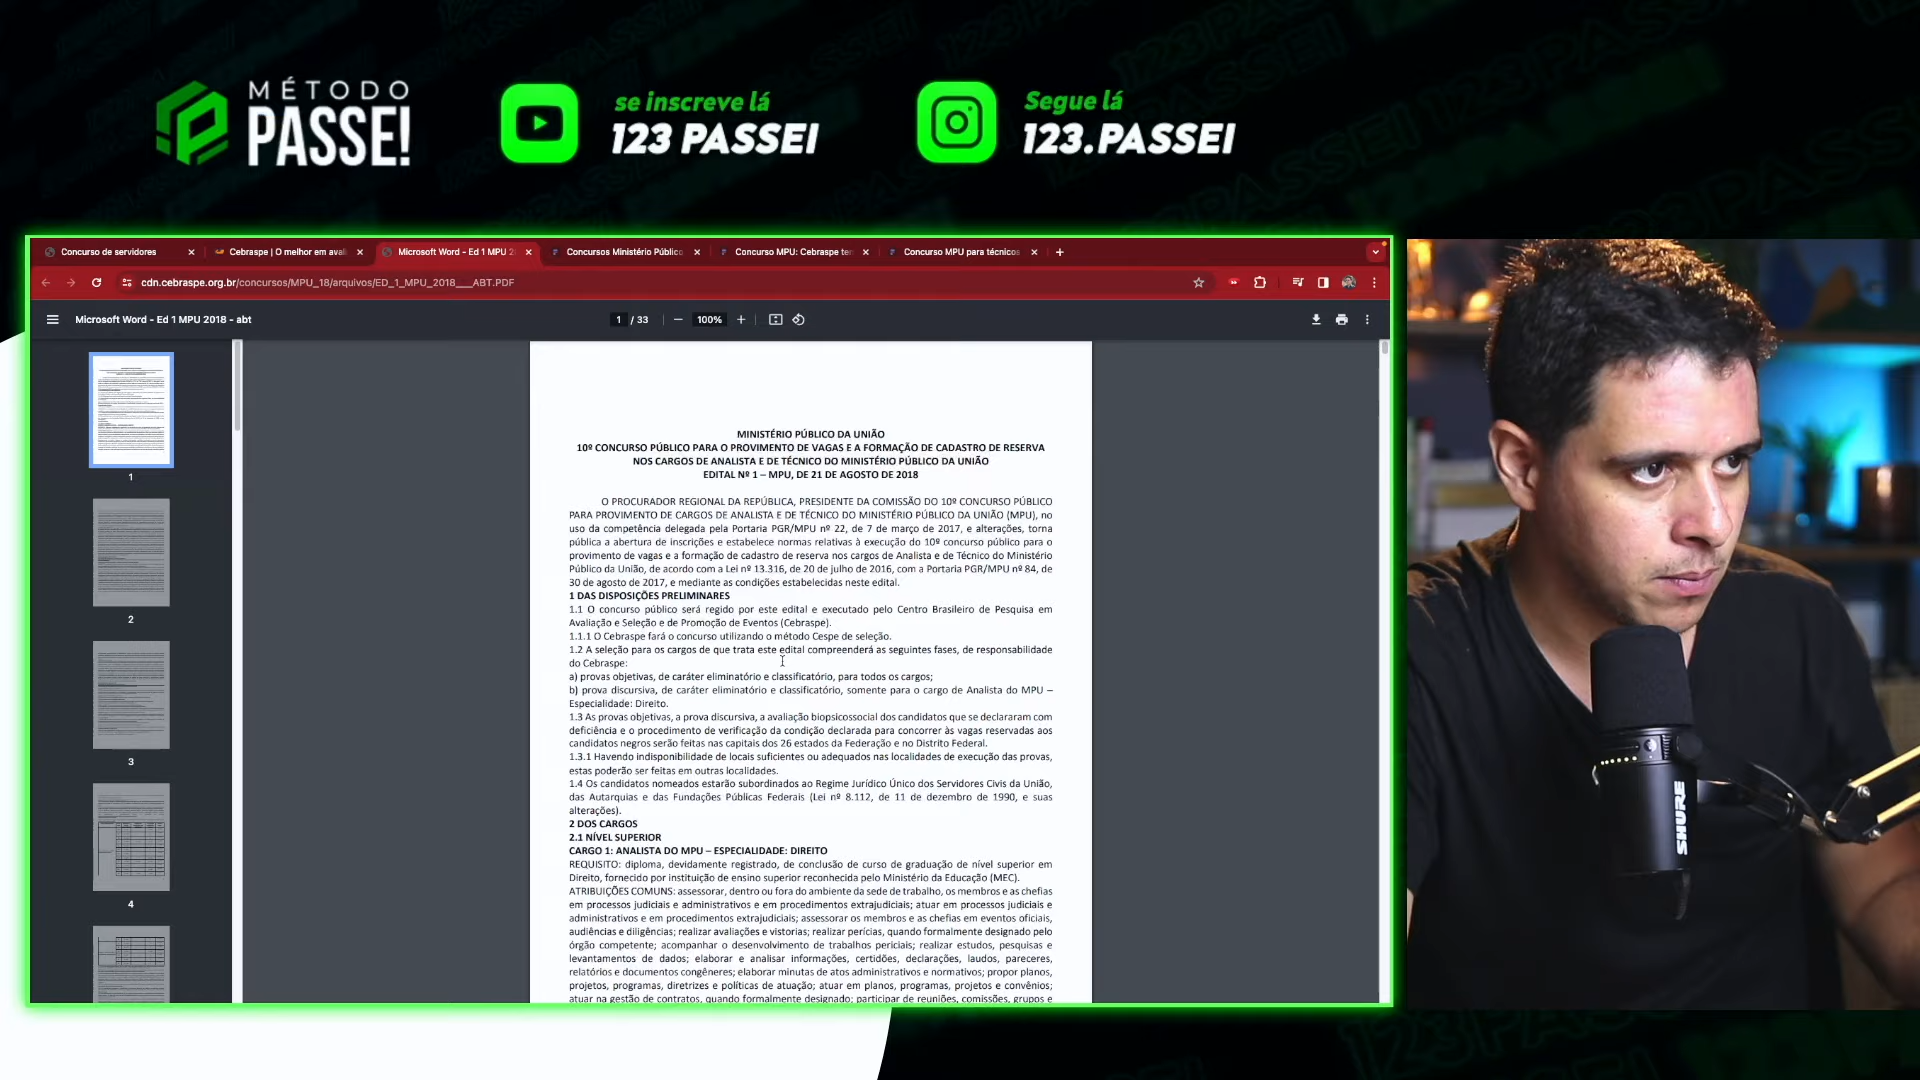 MÉTODO
PASSEI
se inscreve lá
123 PASSEI
Segue lá
123.PASSEI
Concurso de servidores
Cebraspe | O melhor em aval
Microsoft Word - Ed 1 MPU 2
Concursos Ministério Público
Concurso MPU: Cebraspe ter
Concurso MPU para técnicos
cdn.cebraspe.org.br/concursos/MPU_18/arquivos/ED_1_MPU_2018___ABT.PDF
Microsoft Word - Ed 1 MPU 2018 - abt
1 / 33
100%
1
2
3
4
MINISTÉRIO PÚBLICO DA UNIÃO
10º CONCURSO PÚBLICO PARA O PROVIMENTO DE VAGAS E A FORMAÇÃO DE CADASTRO DE RESERVA
NOS CARGOS DE ANALISTA E DE TÉCNICO DO MINISTÉRIO PÚBLICO DA UNIÃO
EDITAL Nº 1 – MPU, DE 21 DE AGOSTO DE 2018
O PROCURADOR REGIONAL DA REPÚBLICA, PRESIDENTE DA COMISSÃO DO 10º CONCURSO PÚBLICO
PARA PROVIMENTO DE CARGOS DE ANALISTA E DE TÉCNICO DO MINISTÉRIO PÚBLICO DA UNIÃO (MPU), no
uso da competência delegada pela Portaria PGR/MPU nº 22, de 7 de março de 2017, e alterações, torna
pública a abertura de inscrições e estabelece normas relativas à execução do 10º concurso público para o
provimento de vagas e a formação de cadastro de reserva nos cargos de Analista e de Técnico do Ministério
Público da União, de acordo com a Lei nº 13.316, de 20 de julho de 2016, com a Portaria PGR/MPU nº 84, de
30 de agosto de 2017, e mediante as condições estabelecidas neste edital.
1 DAS DISPOSIÇÕES PRELIMINARES
1.1 O concurso público será regido por este edital e executado pelo Centro Brasileiro de Pesquisa em
Avaliação e Seleção e de Promoção de Eventos (Cebraspe).
1.1.1 O Cebraspe fará o concurso utilizando o método Cespe de seleção.
1.2 A seleção para os cargos de que trata este edital compreenderá as seguintes fases, de responsabilidade
do Cebraspe:
a) provas objetivas, de caráter eliminatório e classificatório, para todos os cargos;
b) prova discursiva, de caráter eliminatório e classificatório, somente para o cargo de Analista do MPU –
Especialidade: Direito.
1.3 As provas objetivas, a prova discursiva, a avaliação biopsicossocial dos candidatos que se declararam com
deficiência e o procedimento de verificação da condição declarada para concorrer às vagas reservadas aos
candidatos negros serão feitas nas capitais dos 26 estados da Federação e no Distrito Federal.
1.3.1 Havendo indisponibilidade de locais suficientes ou adequados nas localidades de execução das provas,
estas poderão ser feitas em outras localidades.
1.4 Os candidatos nomeados estarão subordinados ao Regime Jurídico Único dos Servidores Civis da União,
das Autarquias e das Fundações Públicas Federais (Lei nº 8.112, de 11 de dezembro de 1990, e suas
alterações).
2 DOS CARGOS
2.1 NÍVEL SUPERIOR
CARGO 1: ANALISTA DO MPU – ESPECIALIDADE: DIREITO
REQUISITO: diploma, devidamente registrado, de conclusão de curso de graduação de nível superior em
Direito, fornecido por instituição de ensino superior reconhecida pelo Ministério da Educação (MEC).
ATRIBUIÇÕES COMUNS: assessorar, dentro ou fora do ambiente da sede de trabalho, os membros e as chefias
em processos judiciais e administrativos e em procedimentos extrajudiciais; atuar em processos judiciais e
administrativos e em procedimentos extrajudiciais; assessorar os membros e as chefias em eventos oficiais,
audiências e diligências; realizar avaliações e vistorias; realizar perícias, quando formalmente designado pelo
órgão competente; acompanhar o desenvolvimento de trabalhos periciais; realizar estudos, pesquisas e
levantamentos de dados; elaborar e analisar informações, certidões, declarações, laudos, pareceres,
relatórios e documentos congêneres; elaborar minutas de atos administrativos e normativos; propor planos,
projetos, programas, diretrizes e políticas de atuação; atuar em planos, programas, projetos e convênios;
atuar na gestão de contratos, quando formalmente designado; participar de reuniões, comissões, grupos e
SHURE